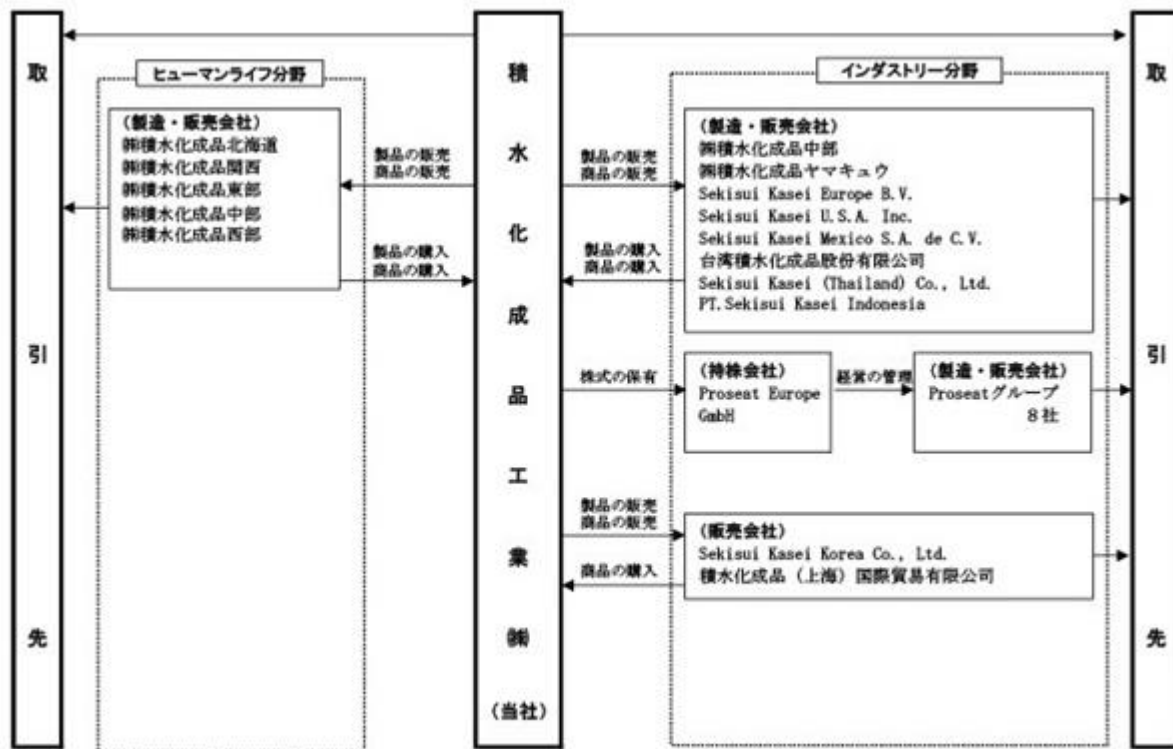 取引先
ヒューマンライフ分野
(製造・販売会社)
㈱積水化成品北海道
㈱積水化成品関西
㈱積水化成品東部
㈱積水化成品中部
㈱積水化成品西部
製品の販売
商品の販売
製品の購入
商品の購入
積水化成品工業㈱
(当社)
製品の販売
商品の販売
製品の購入
商品の購入
株式の保有
製品の販売
商品の販売
商品の購入
インダストリー分野
(製造・販売会社)
㈱積水化成品中部
㈱積水化成品ヤマキュウ
Sekisui Kasei Europe B.V.
Sekisui Kasei U.S.A. Inc.
Sekisui Kasei Mexico S.A. de C.V.
台湾積水化成品股份有限公司
Sekisui Kasei (Thailand) Co., Ltd.
PT.Sekisui Kasei Indonesia
(持株会社)
Proseat Europe
GmbH
経営の管理
(製造・販売会社)
Proseatグループ
8社
(販売会社)
Sekisui Kasei Korea Co., Ltd.
積水化成品(上海)国際貿易有限公司
取引先